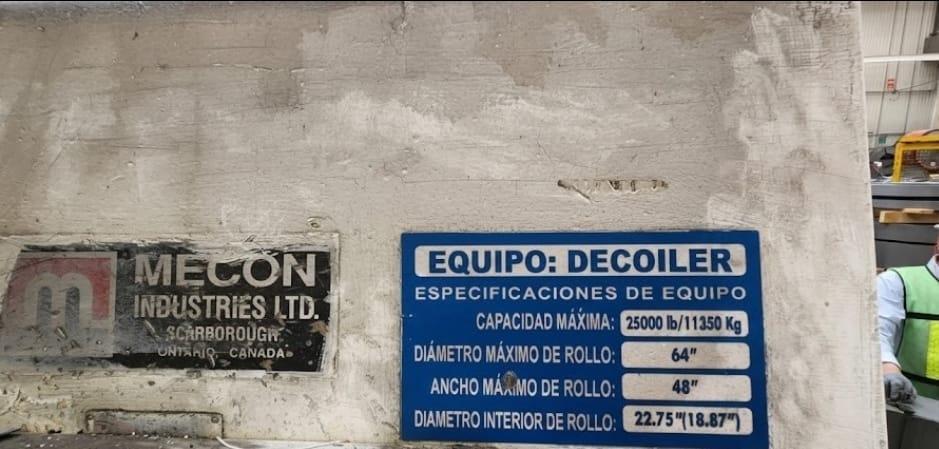 m
MECON
INDUSTRIES LTD.
SCARBOROUGH
ONTARIO, CANADA
EQUIPO: DECOILER
ESPECIFICACIONES DE EQUIPO
CAPACIDAD MÁXIMA: 25000 lb/11350 Kg
DIÁMETRO MÁXIMO DE ROLLO: 64"
ANCHO MÁXIMO DE ROLLO: 48"
DIAMETRO INTERIOR DE ROLLO: 22.75"(18.87")